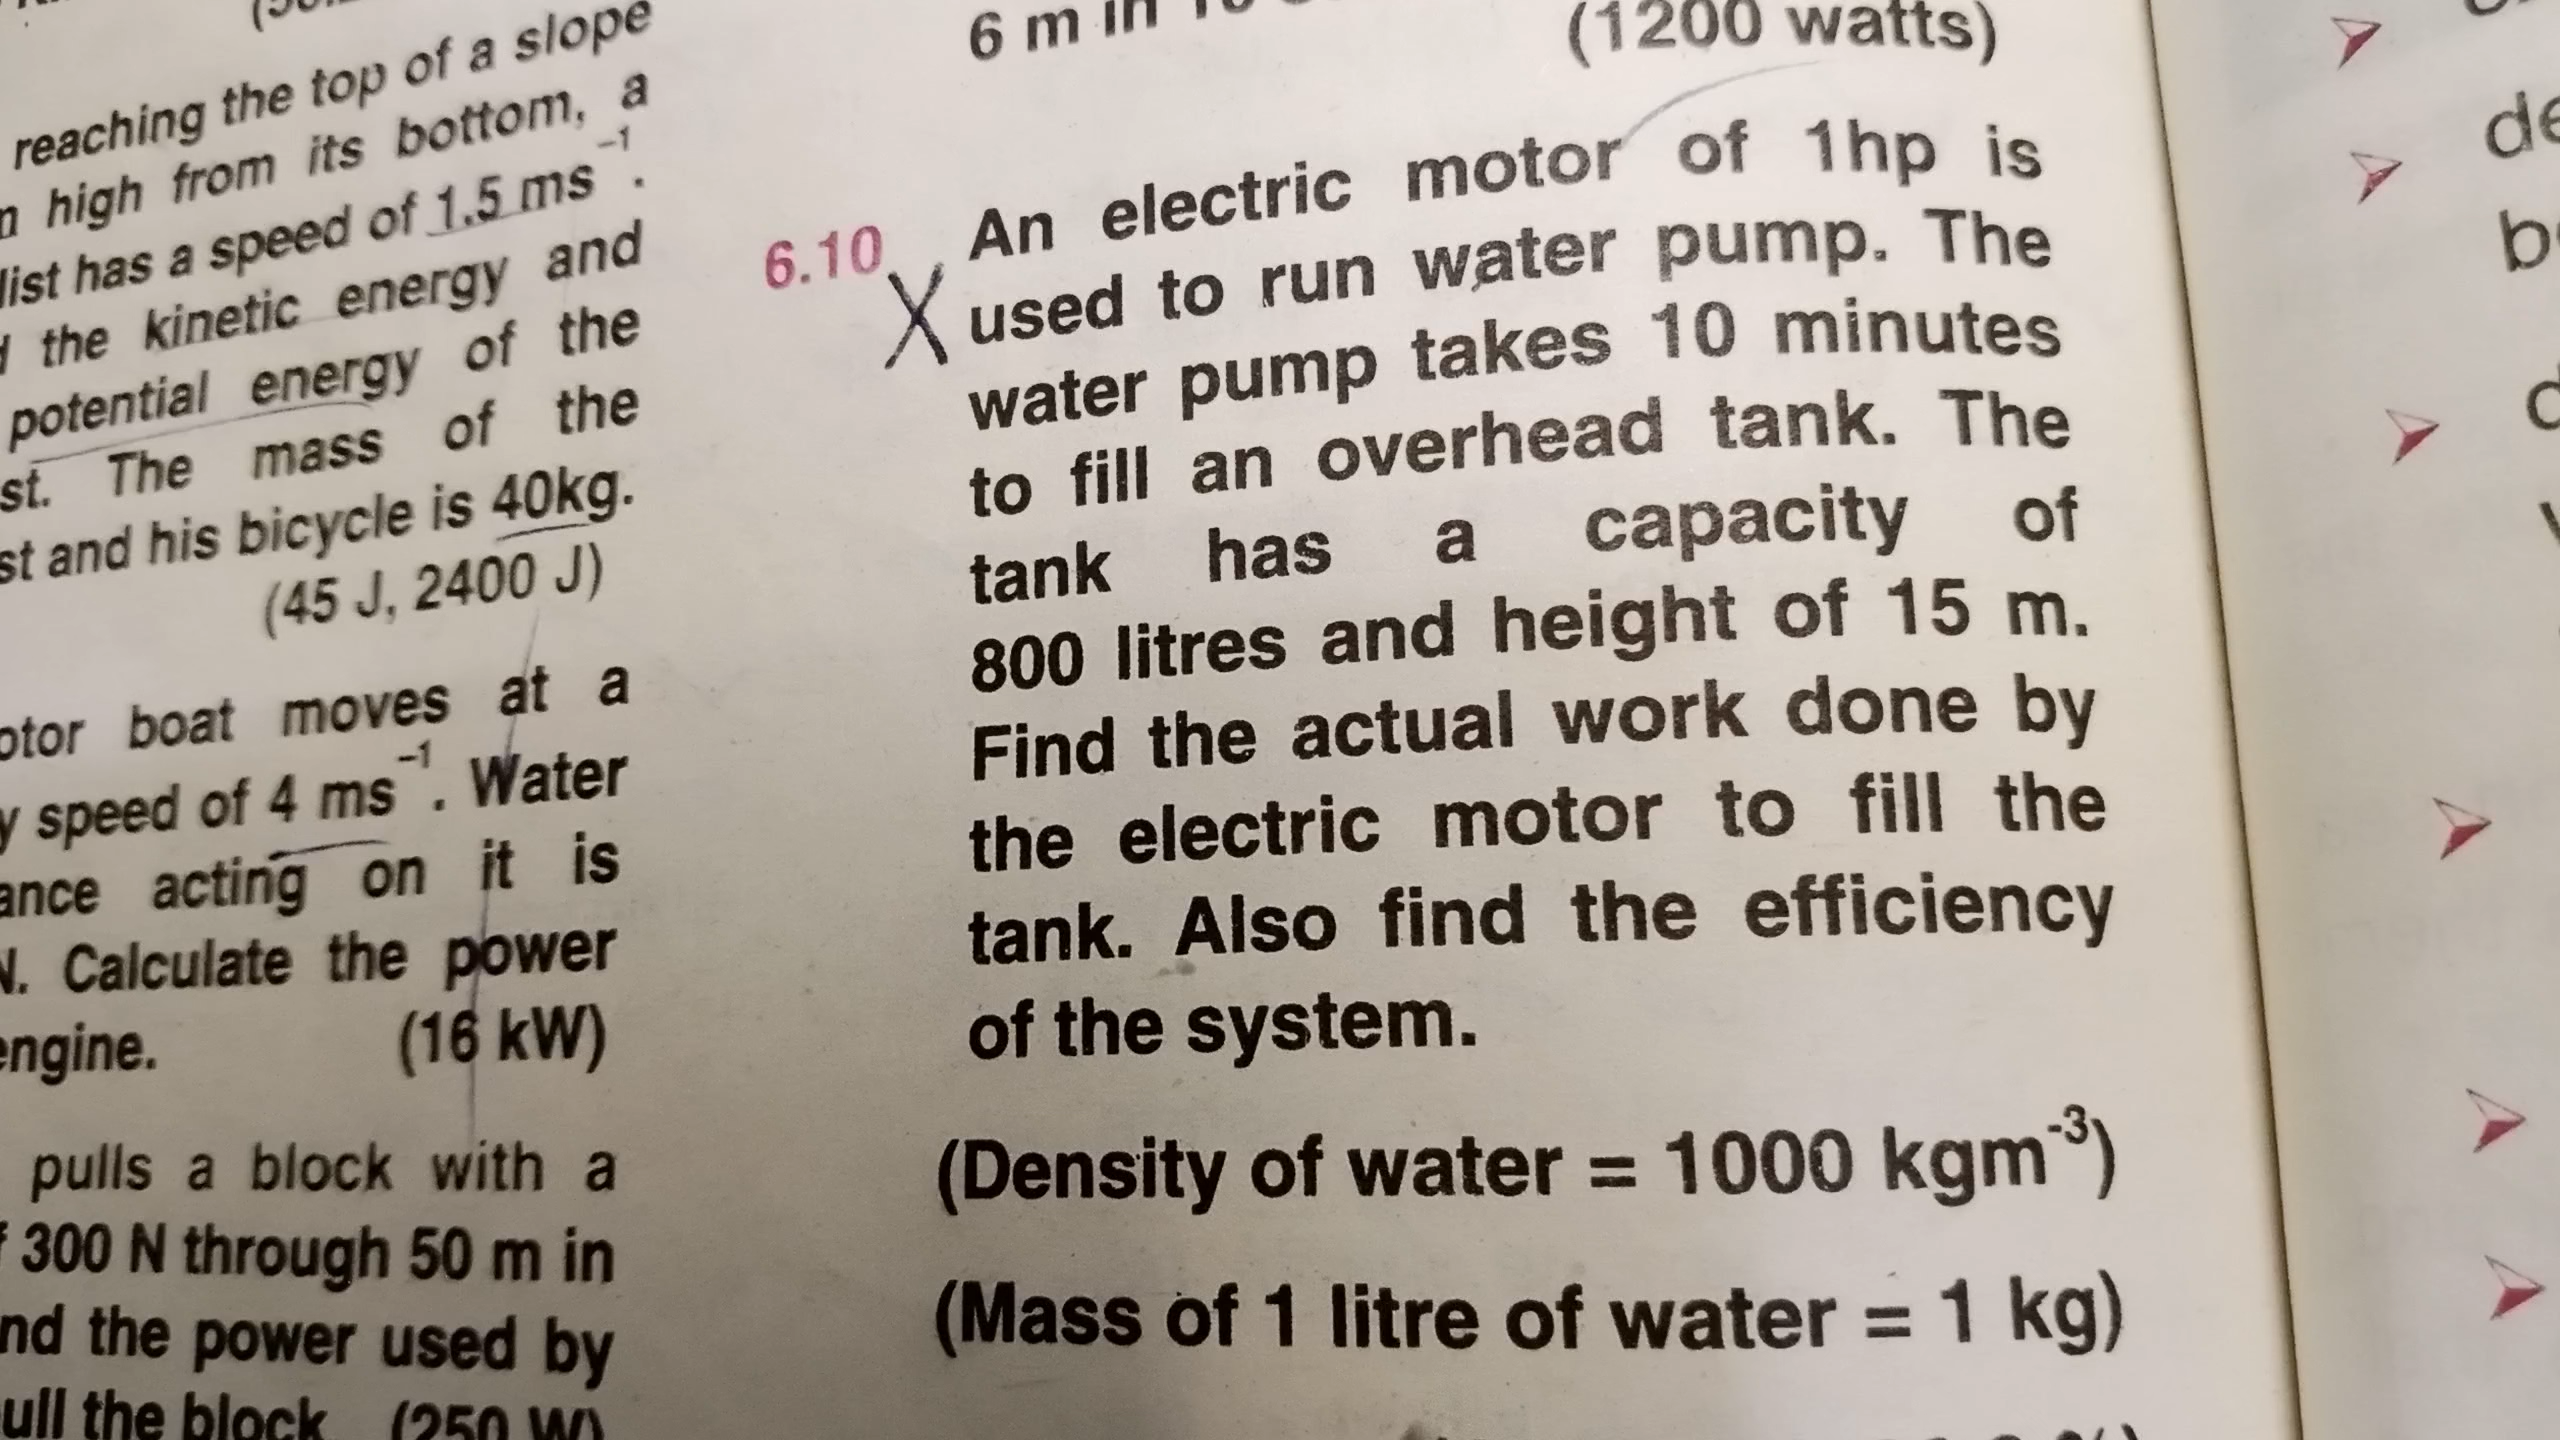 reaching the top of a slope
high from its bottom, a
list has a speed of 1.5 ms⁻¹.
the kinetic energy and
potential energy of the
st. The mass of the
st and his bicycle is 40kg.
(45 J, 2400 J)
otor boat moves at a
y speed of 4 ms⁻¹. Water
ance acting on it is
N. Calculate the power
engine. (16 kW)
pulls a block with a
300 N through 50 m in
nd the power used by
ull the block (250 W)
6 m in
(1200 watts)
6.10 An electric motor of 1hp is
X used to run water pump. The
water pump takes 10 minutes
to fill an overhead tank. The
tank has a capacity of
800 litres and height of 15 m.
Find the actual work done by
the electric motor to fill the
tank. Also find the efficiency
of the system.
(Density of water = 1000 kgm⁻³)
(Mass of 1 litre of water = 1 kg)
de